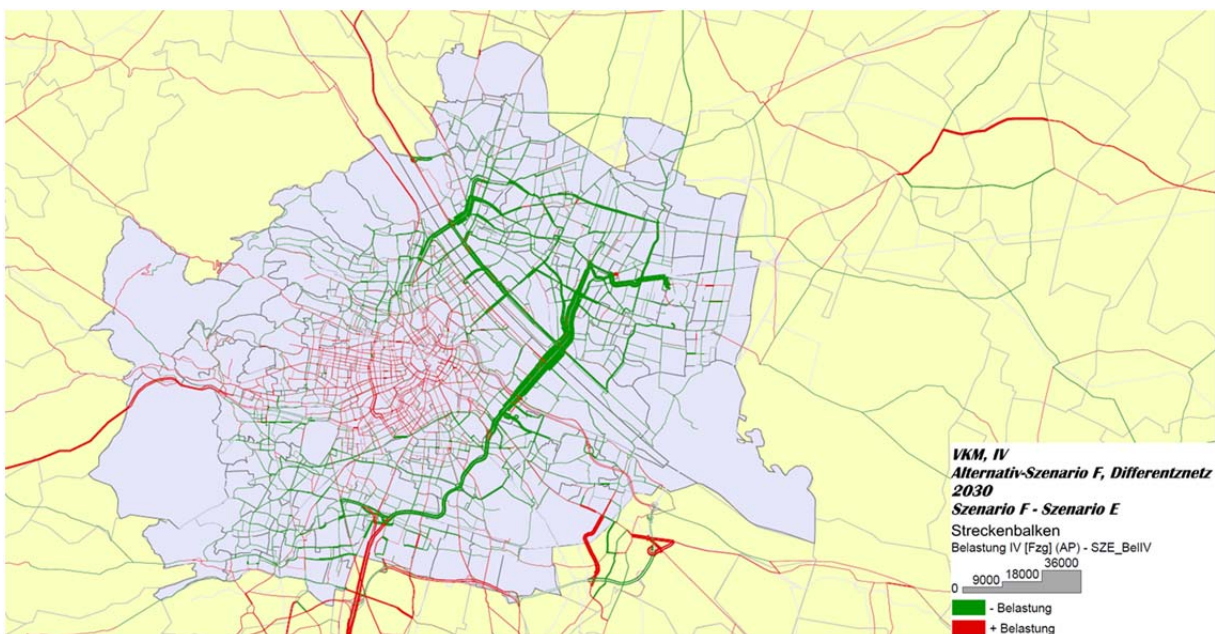 VKM, IV
Alternativ-Szenario F, Differentznetz
2030
Szenario F - Szenario E
Streckenbalken
Belastung IV [Fzg] (AP) - SZE_BelIV
0 9000 18000 36000
- Belastung
+ Belastung